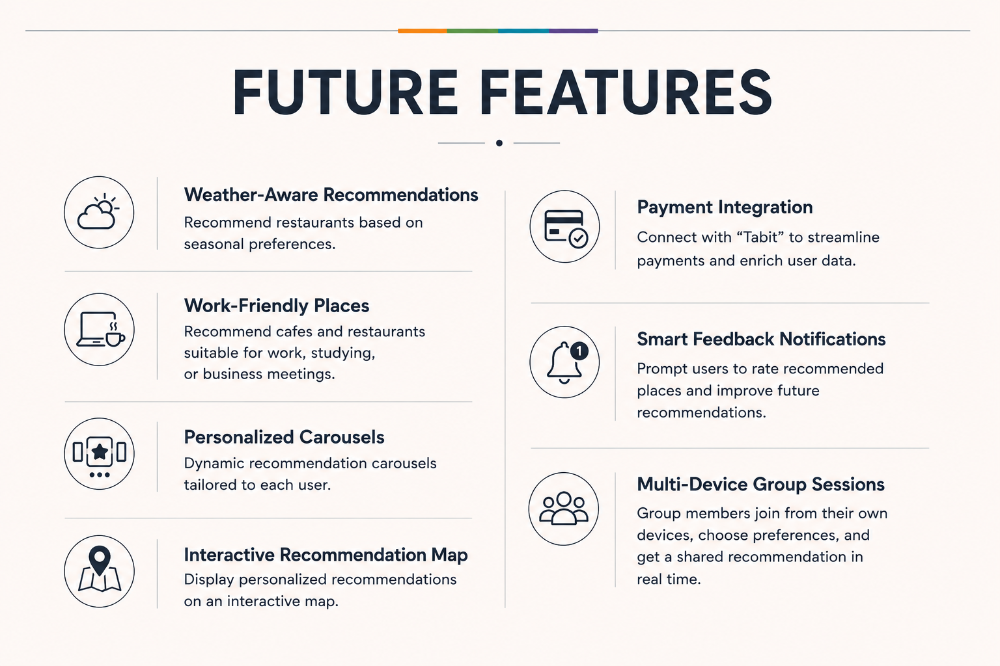 FUTURE FEATURES
Weather-Aware Recommendations
Recommend restaurants based on
seasonal preferences.
Work-Friendly Places
Recommend cafes and restaurants
suitable for work, studying,
or business meetings.
Personalized Carousels
Dynamic recommendation carousels
tailored to each user.
Interactive Recommendation Map
Display personalized recommendations
on an interactive map.
Payment Integration
Connect with “Tabit” to streamline
payments and enrich user data.
1
Smart Feedback Notifications
Prompt users to rate recommended
places and improve future
recommendations.
Multi-Device Group Sessions
Group members join from their own
devices, choose preferences, and
get a shared recommendation in
real time.